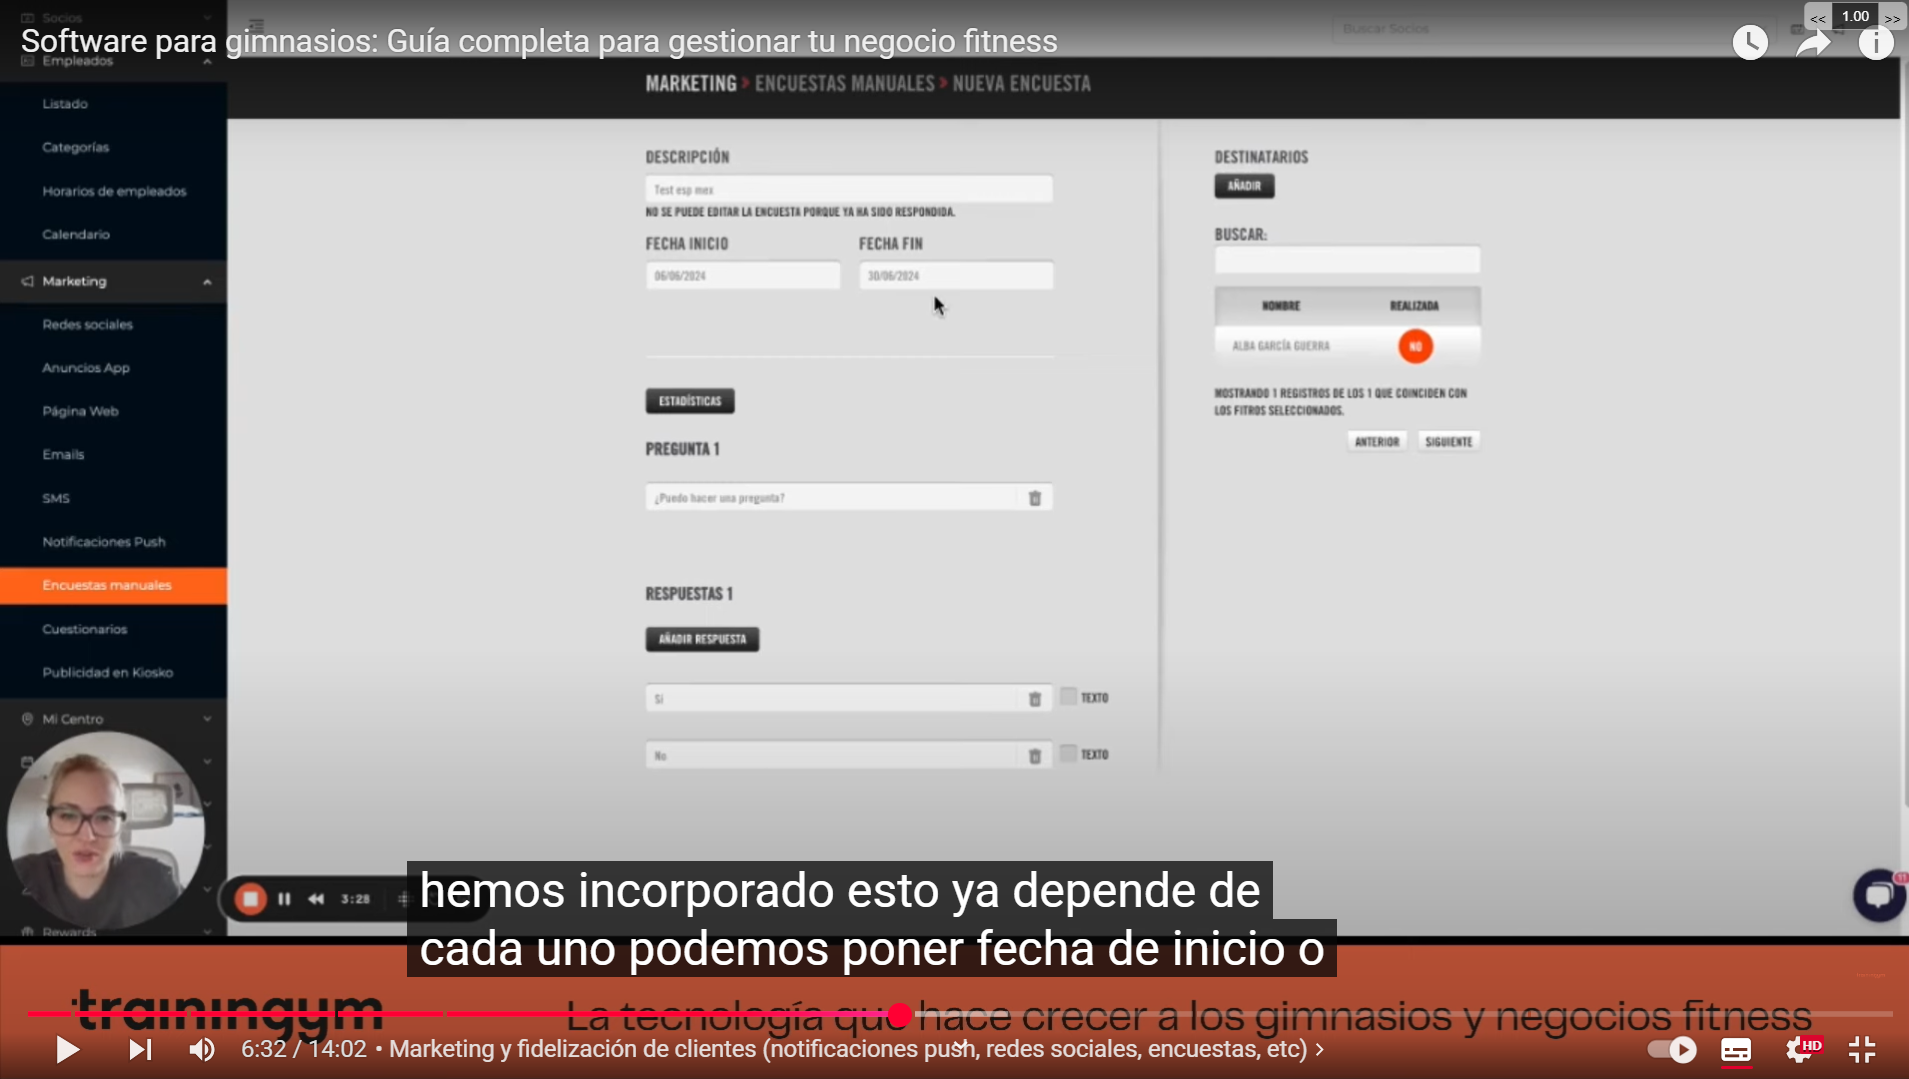 Socios
Software para gimnasios: Guía completa para gestionar tu negocio fitness
Buscar Socios
<< 1.00 >>
Empleados
MARKETING > ENCUESTAS MANUALES > NUEVA ENCUESTA
Listado
Categorías
Horarios de empleados
Calendario
Marketing
Redes sociales
Anuncios App
Página Web
Emails
SMS
Notificaciones Push
Encuestas manuales
Cuestionarios
Publicidad en Kiosko
Mi Centro
Rewards
DESCRIPCIÓN
Test esp mex
NO SE PUEDE EDITAR LA ENCUESTA PORQUE YA HA SIDO RESPONDIDA.
FECHA INICIO FECHA FIN
06/06/2024 30/06/2024
ESTADÍSTICAS
PREGUNTA 1
¿Puedo hacer una pregunta?
RESPUESTAS 1
AÑADIR RESPUESTA
Si TEXTO
No TEXTO
DESTINATARIOS
AÑADIR
BUSCAR:
NOMBRE REALIZADA
ALBA GARCÍA GUERRA NO
MOSTRANDO 1 REGISTROS DE LOS 1 QUE COINCIDEN CON
LOS FITROS SELECCIONADOS.
ANTERIOR SIGUIENTE
3:28
11
hemos incorporado esto ya depende de
cada uno podemos poner fecha de inicio o
trainingym La tecnología que hace crecer a los gimnasios y negocios fitness
6:32 / 14:02 • Marketing y fidelización de clientes (notificaciones push, redes sociales, encuestas, etc) >
HD